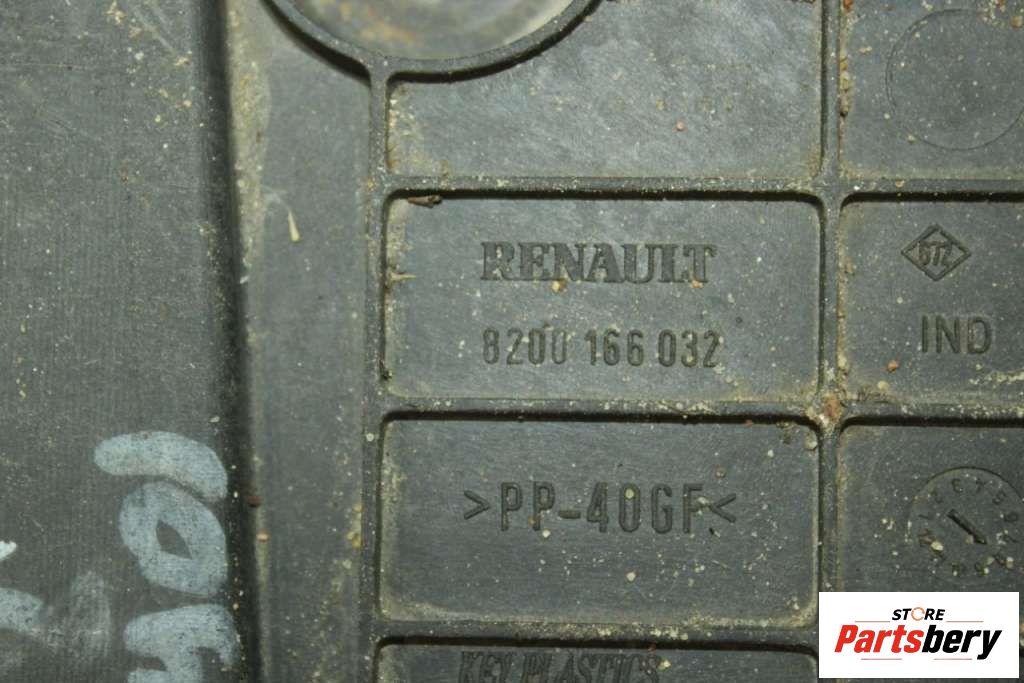 RENAULT
8200 166 032
IND
>PP-40GF<
KEY PLASTICS
STORE
Partsbery